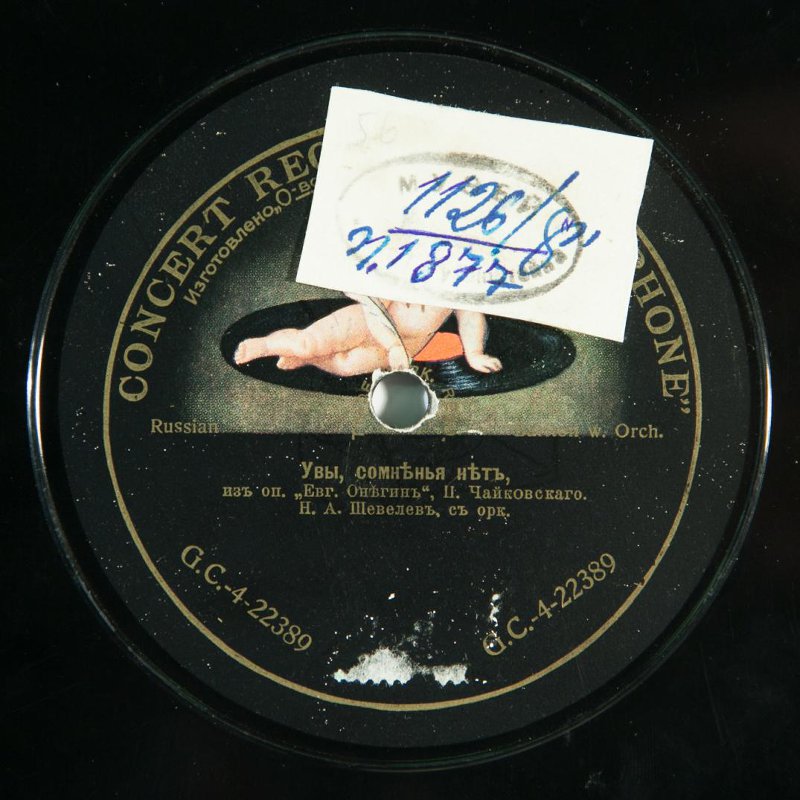 CONCERT REC PHONE"
Изготовлено „О-во
1126/8"
п. 1877
Russian w. Orch.
Увы, сомнѣнья нѣтъ,
изъ оп. „Евг. Онѣгинъ“, П. Чайковскаго.
Н. А. Шевелевъ, съ орк.
G.C.-4-22389
G.C.-4-22389